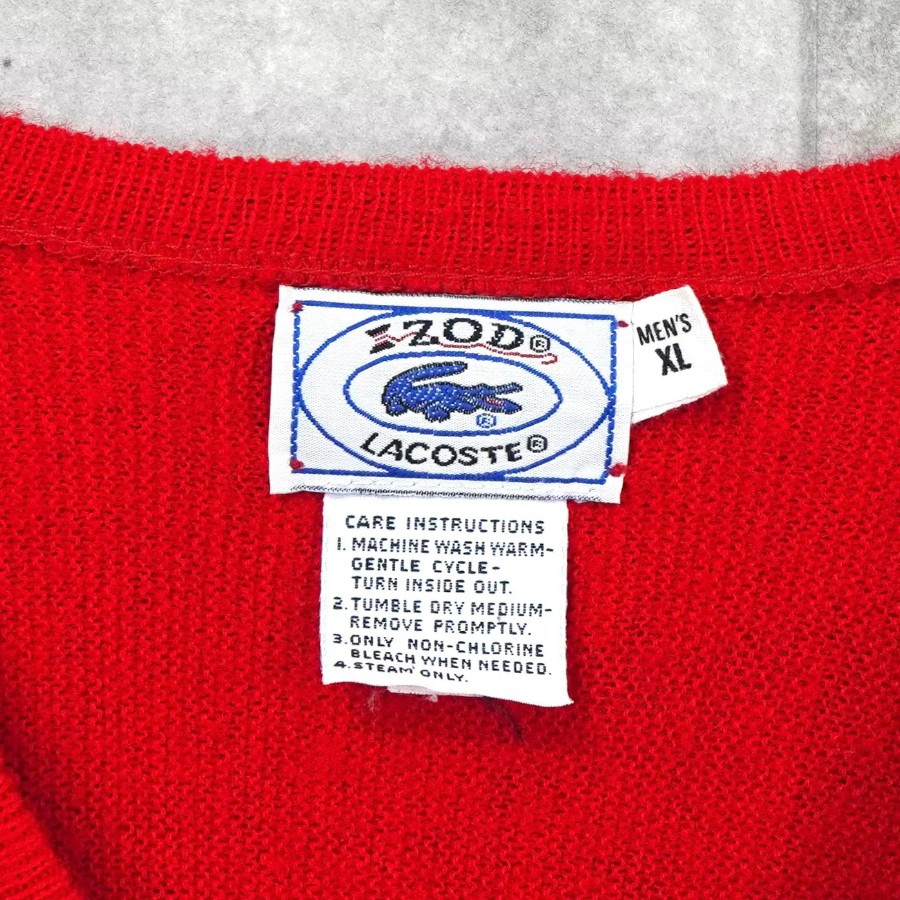 IZOD®
®
LACOSTE®
MEN'S
XL
CARE INSTRUCTIONS
1. MACHINE WASH WARM-
GENTLE CYCLE-
TURN INSIDE OUT.
2. TUMBLE DRY MEDIUM-
REMOVE PROMPTLY.
3. ONLY NON-CHLORINE
BLEACH WHEN NEEDED.
4. STEAM ONLY.